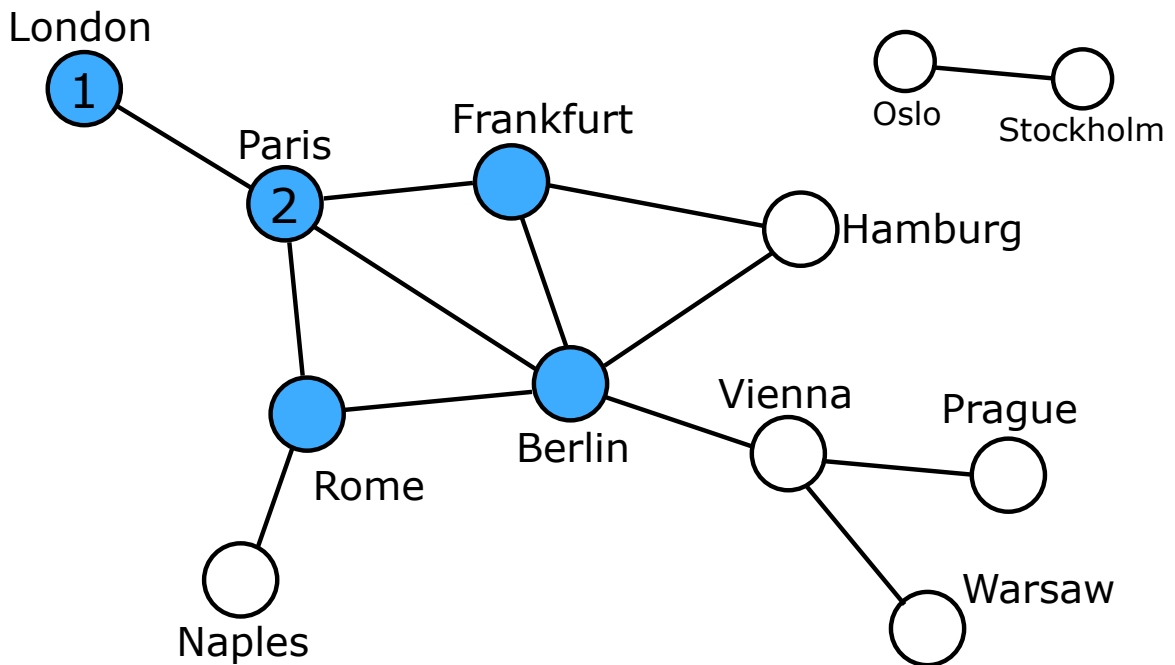 London
1
Paris
2
Frankfurt
Oslo
Stockholm
Hamburg
Rome
Berlin
Vienna
Prague
Naples
Warsaw